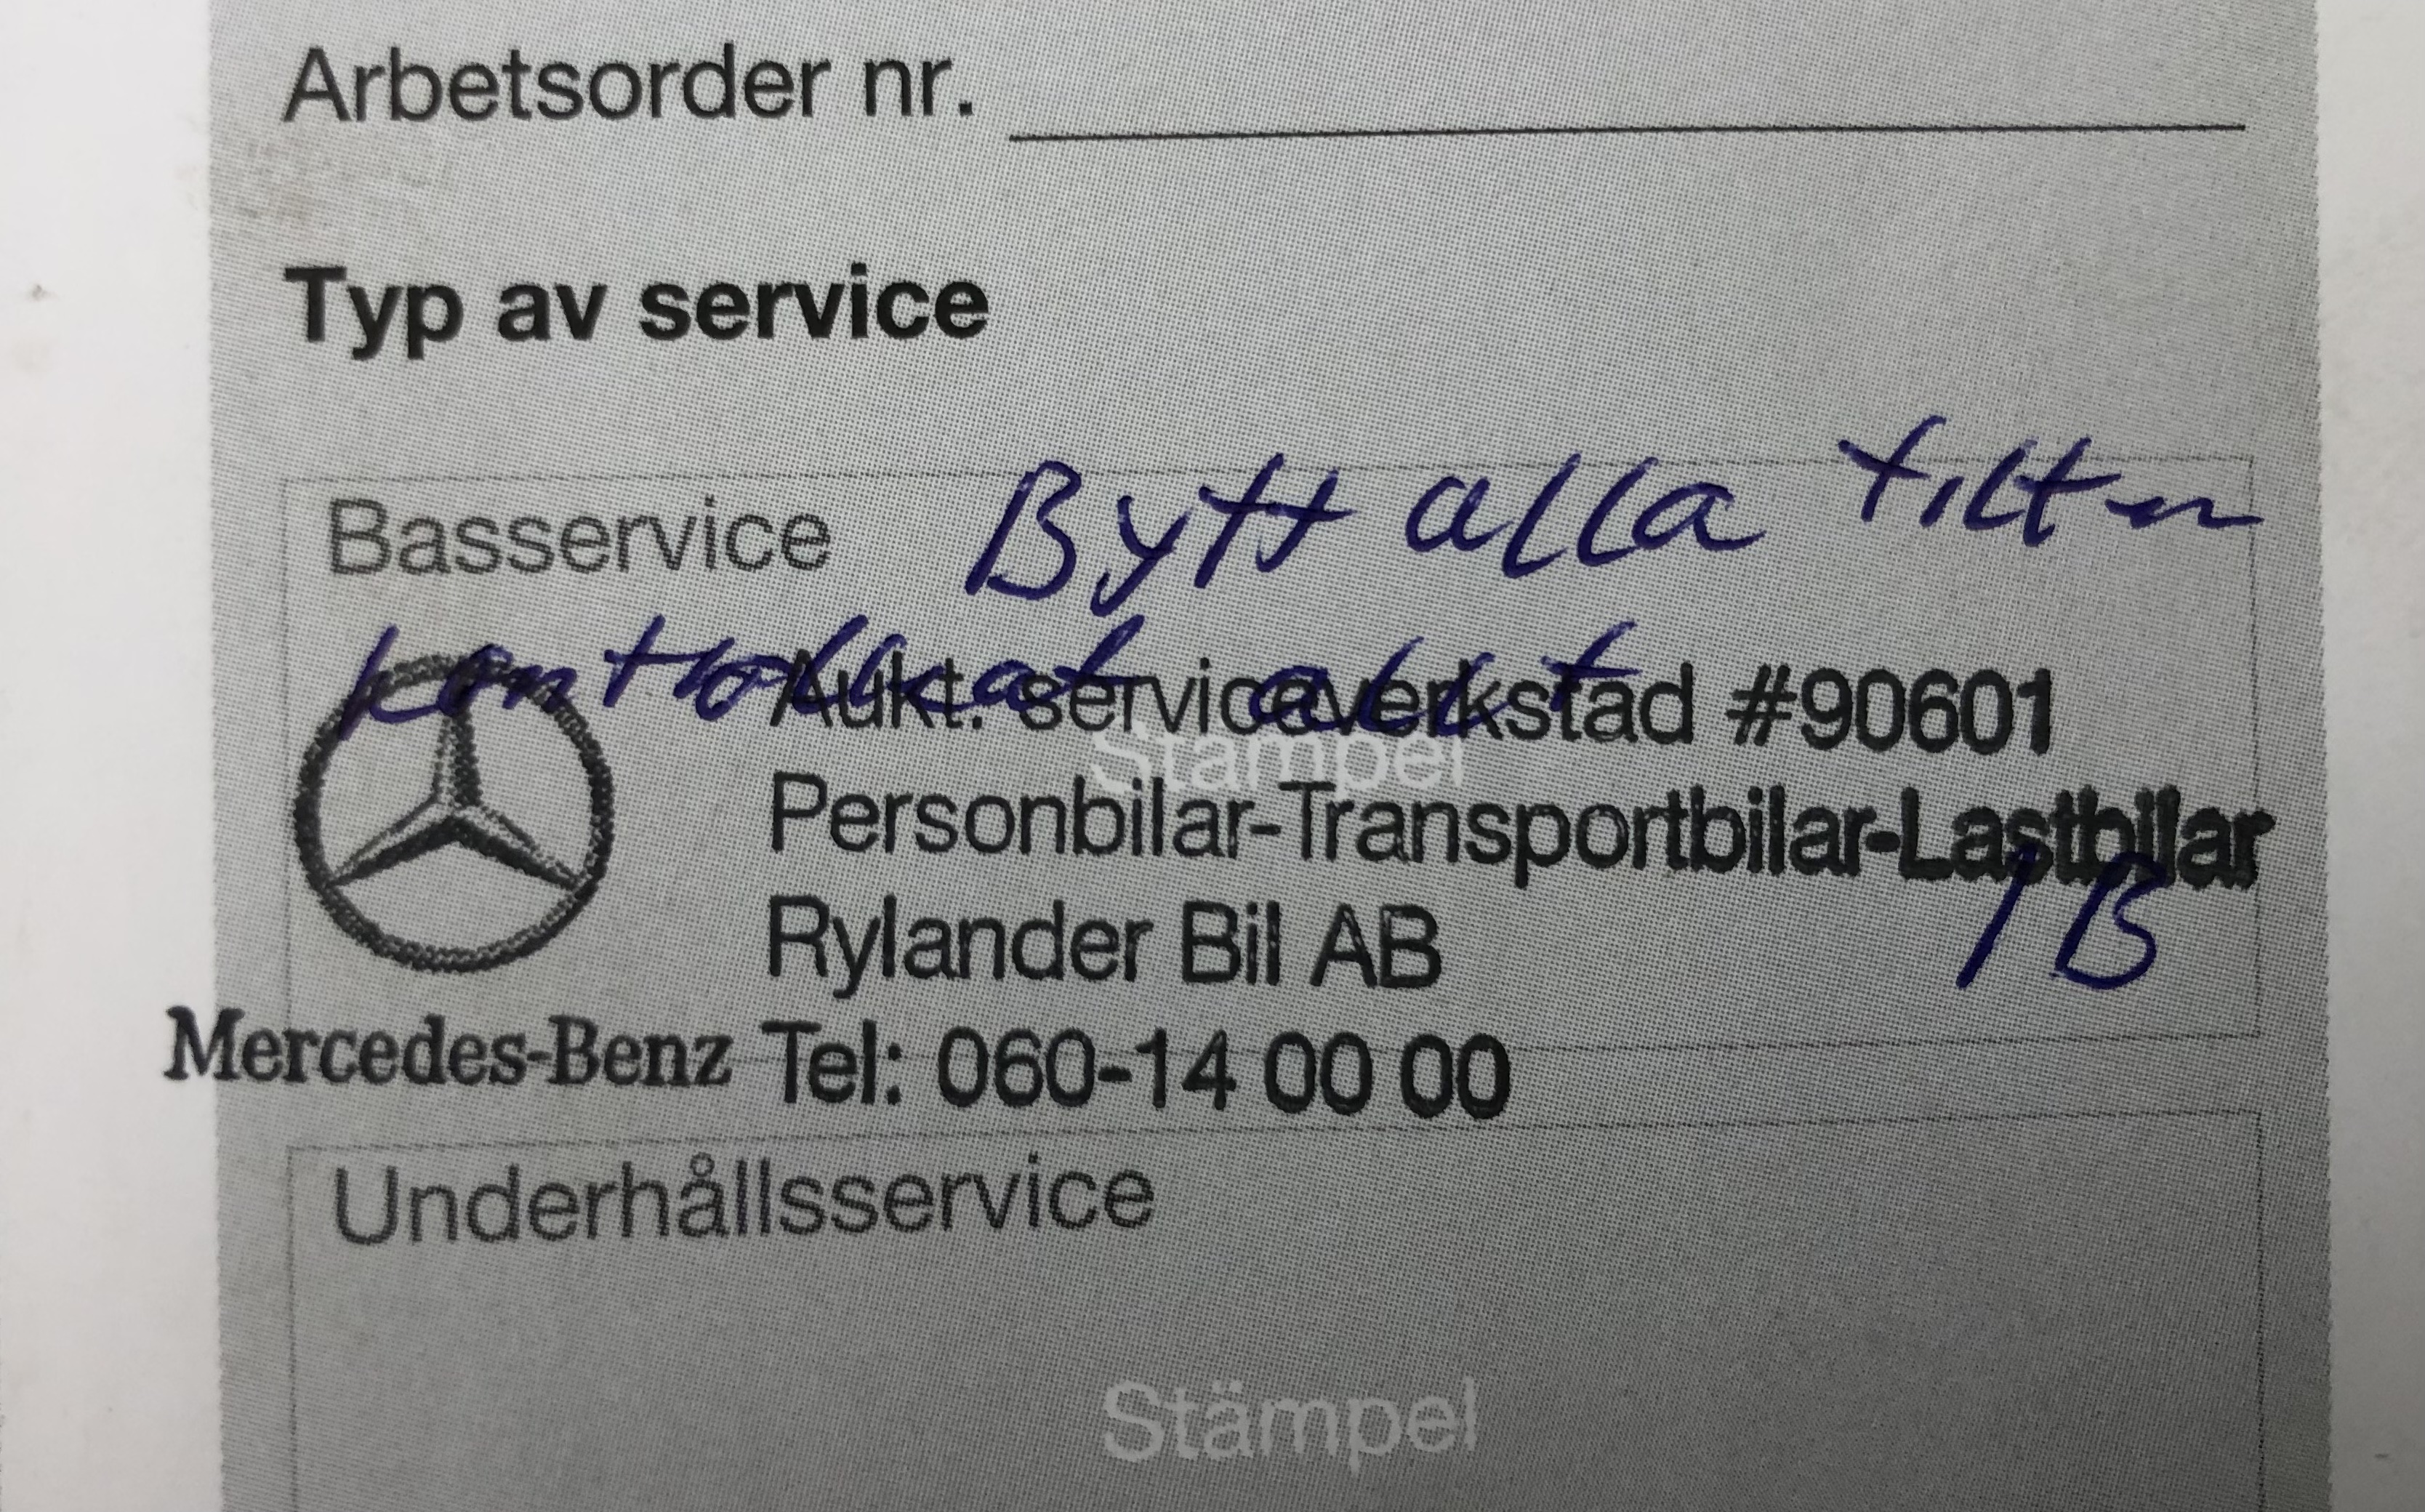 Arbetsorder nr.
Typ av service
Basservice Bytt alla filter
kontrollerat allt
Aukt. serviceverkstad #90601
Stämpel
Personbilar-Transportbilar-Lastbilar
Rylander Bil AB
/B
Mercedes-Benz Tel: 060-14 00 00
Underhållsservice
Stämpel